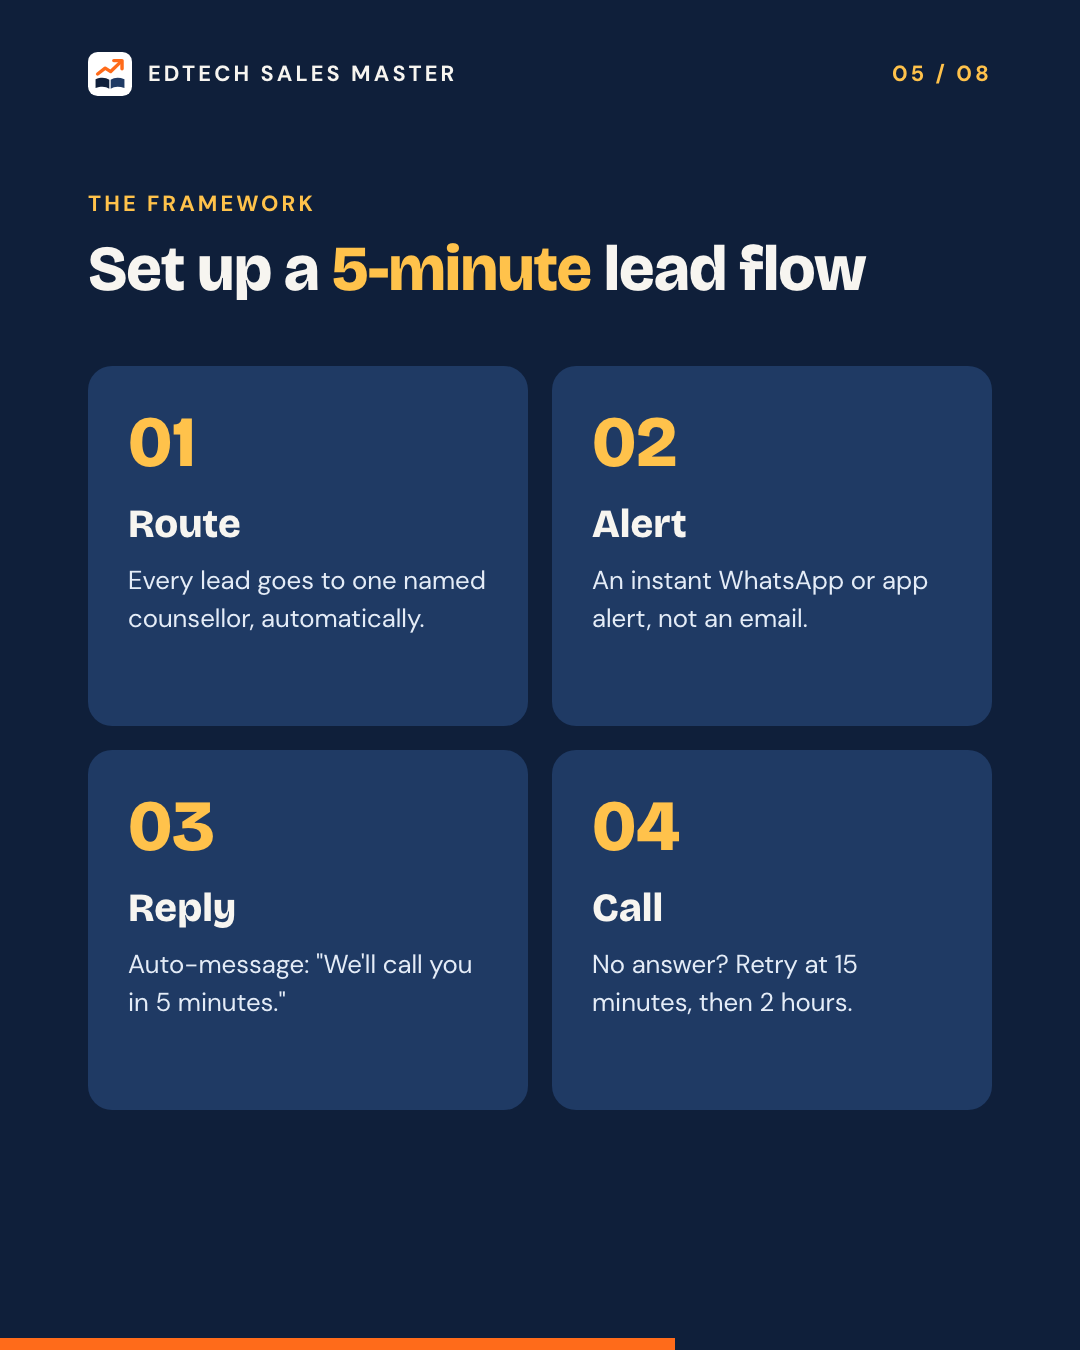 EDTECH SALES MASTER
05 / 08
THE FRAMEWORK
Set up a 5-minute lead flow
01
Route
Every lead goes to one named
counsellor, automatically.
02
Alert
An instant WhatsApp or app
alert, not an email.
03
Reply
Auto-message: "We'll call you
in 5 minutes."
04
Call
No answer? Retry at 15
minutes, then 2 hours.